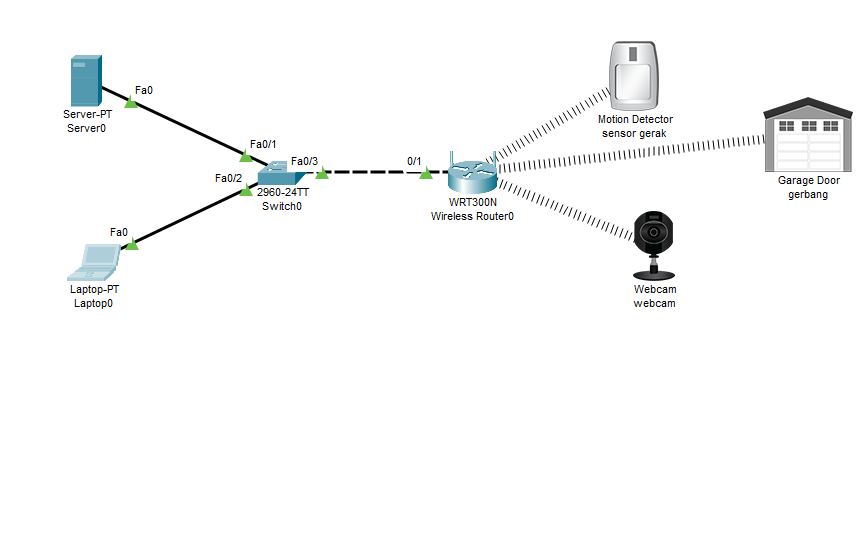 Fa0
Server-PT
Server0
Fa0/1
Fa0/3
0/1
Fa0/2
2960-24TT
Switch0
Fa0
Laptop-PT
Laptop0
WRT300N
Wireless Router0
Motion Detector
sensor gerak
Garage Door
gerbang
Webcam
webcam